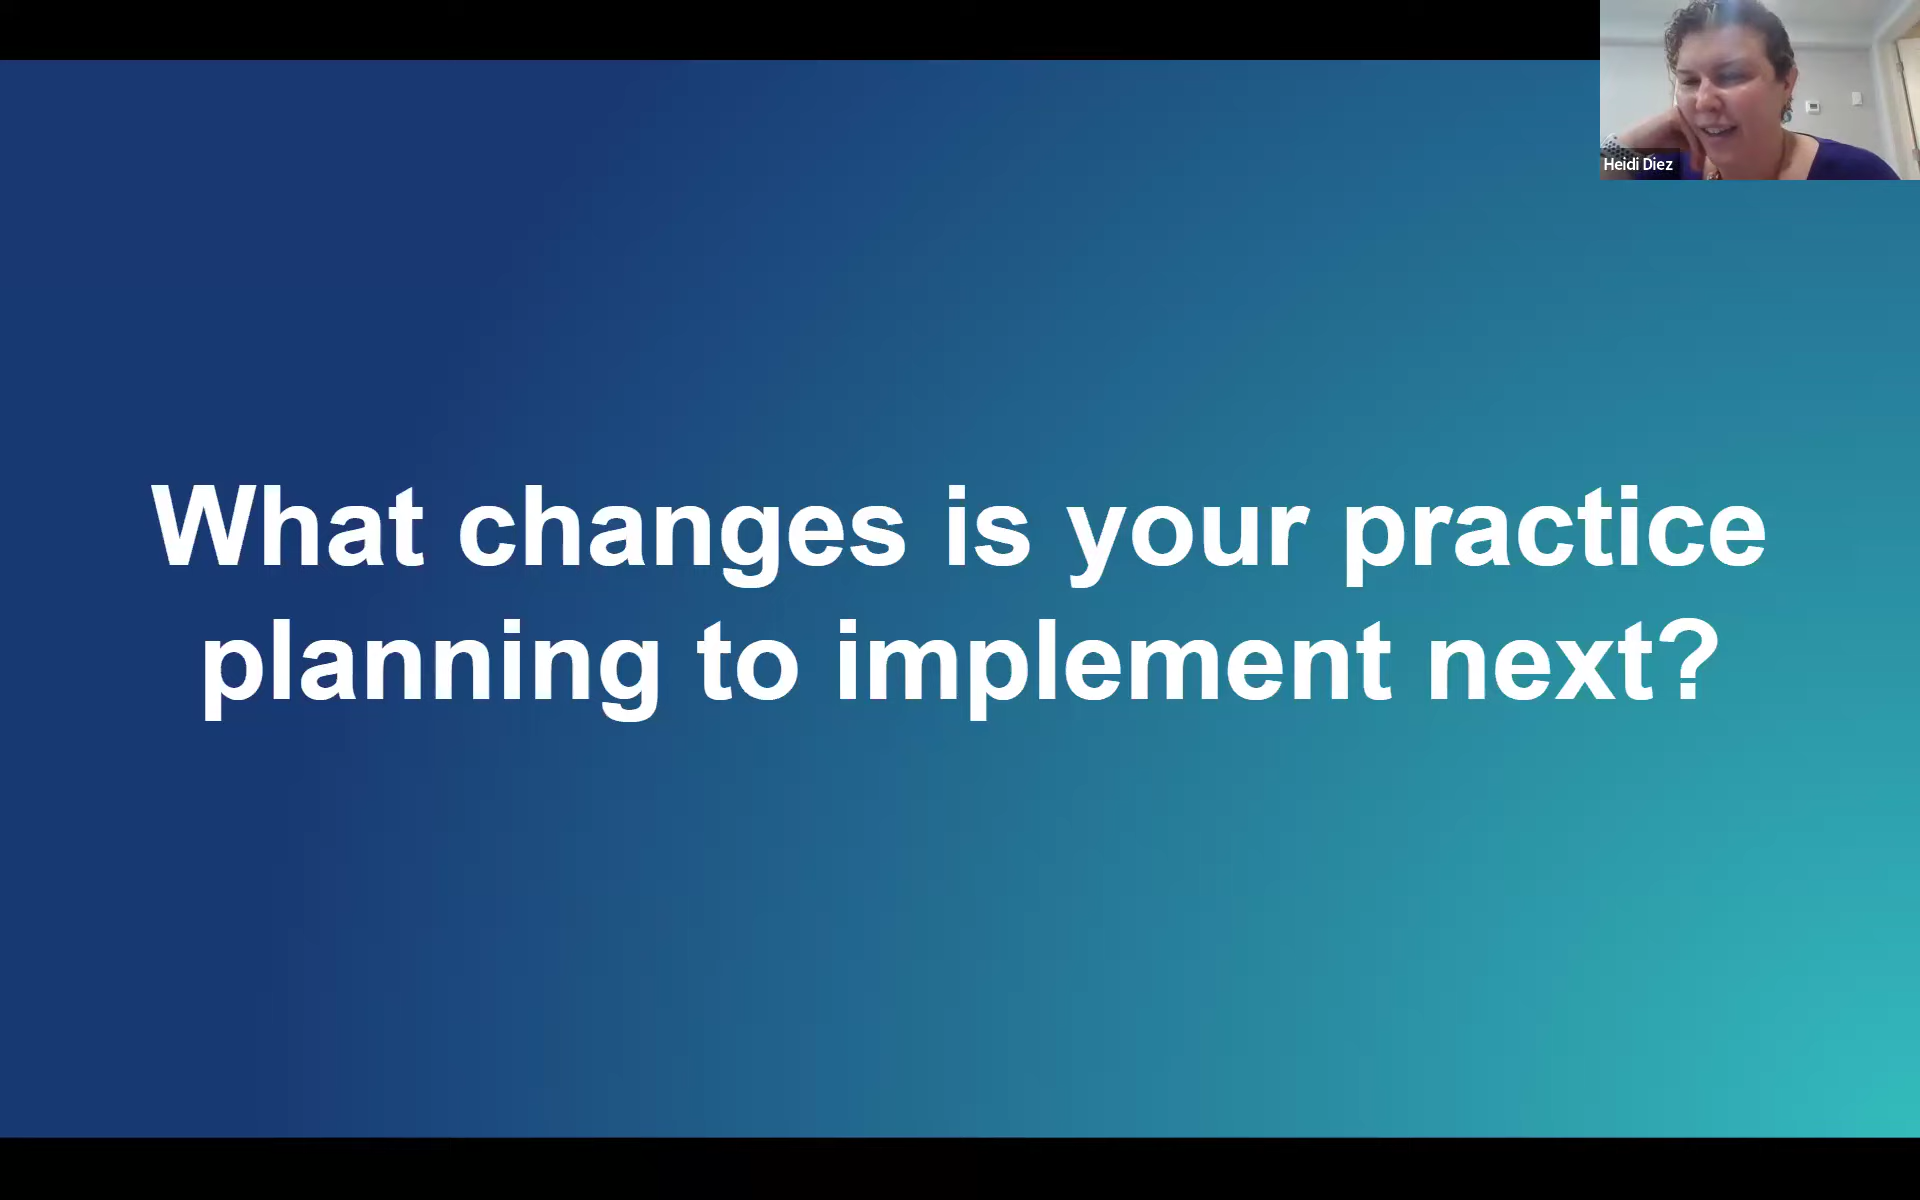 Heidi Diez
What changes is your practice
planning to implement next?